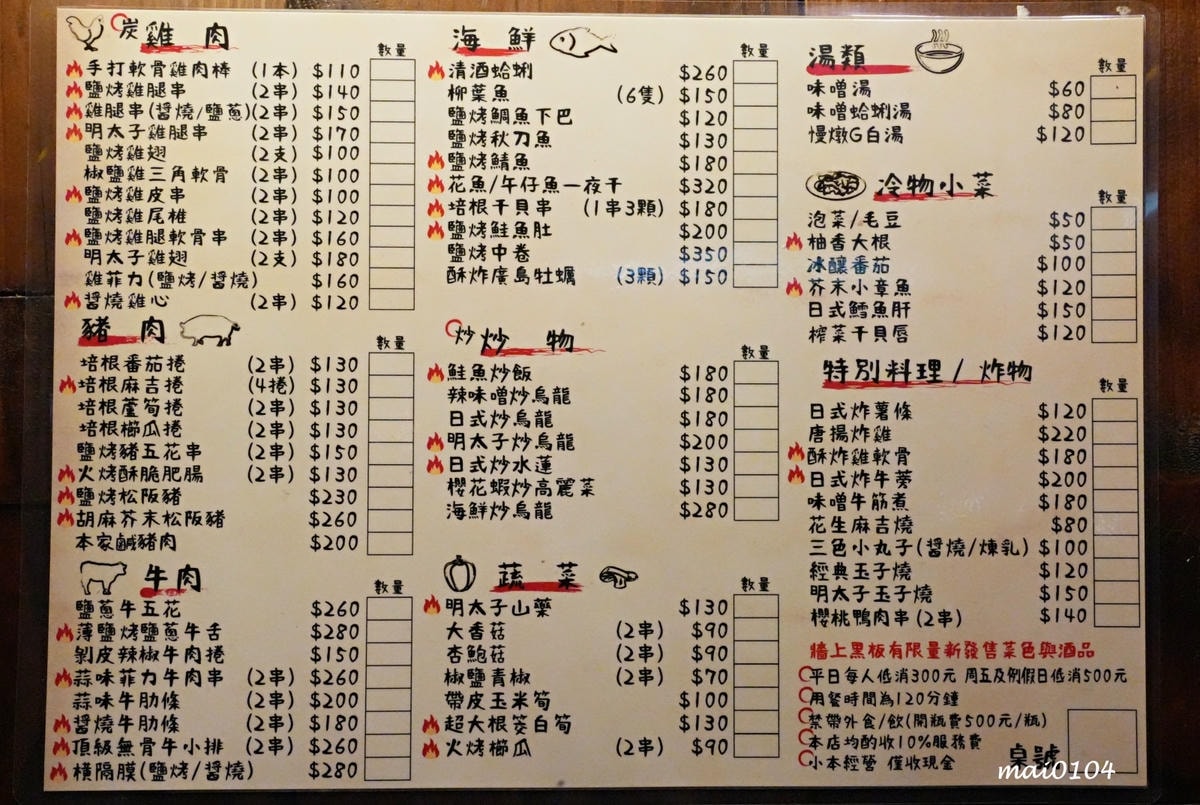 炭 雞肉
數量
手打軟骨雞肉棒 (1本) $110
鹽烤雞腿串 (2串) $140
雞腿串(醬燒/鹽蔥)(2串) $150
明太子雞腿串 (2串) $170
鹽烤雞翅 (2支) $100
椒鹽雞三角軟骨 (2串) $100
鹽烤雞皮串 (2串) $100
鹽烤雞尾椎 (2串) $120
鹽烤雞腿軟骨串 (2串) $160
明太子雞翅 (2支) $180
雞菲力(鹽烤/醬燒) $160
醬燒雞心 (2串) $120
豬肉
數量
培根番茄捲 (2串) $130
培根麻吉捲 (4捲) $130
培根蘆筍捲 (2串) $130
培根櫛瓜捲 (2串) $130
鹽烤豬五花串 (2串) $150
火烤酥脆肥腸 (2串) $130
鹽烤松阪豬 $230
胡麻芥末松阪豬 $260
本家鹹豬肉 $200
牛肉
數量
鹽蔥牛五花 $260
薄鹽烤鹽蔥牛舌 $280
剝皮辣椒牛肉捲 $150
蒜味菲力牛肉串 (2串) $260
蒜味牛肋條 (2串) $180
醬燒牛肋條 (2串) $180
頂級無骨牛小排 (2串) $260
橫隔膜(鹽烤/醬燒) $280
海鮮
數量
清酒蛤蜊 $260
柳葉魚 (6隻) $150
鹽烤鯛魚下巴 $120
鹽烤秋刀魚 $130
鹽烤鯖魚 $180
花魚/午仔魚一夜干 $320
培根干貝串 (1串3顆) $180
鹽烤鮭魚肚 $200
鹽烤中卷 $350
酥炸廣島牡蠣 (3顆) $150
炒 炒物
數量
鮭魚炒飯 $180
辣味噌炒烏龍 $180
日式炒烏龍 $180
明太子炒烏龍 $200
日式炒水蓮 $130
櫻花蝦炒高麗菜 $130
海鮮炒烏龍 $280
蔬菜
數量
明太子山藥 $130
大香菇 (2串) $90
杏鮑菇 (2串) $90
椒鹽青椒 (2串) $70
帶皮玉米筍 $100
超大根茭白筍 $130
火烤櫛瓜 (2串) $90
湯類
數量
味噌湯 $60
味噌蛤蜊湯 $80
慢燉G白湯 $120
冷物小菜
數量
泡菜/毛豆 $50
柚香大根 $50
冰釀番茄 $100
芥末小章魚 $120
日式鱈魚肝 $150
榨菜干貝唇 $120
特別料理/炸物
數量
日式炸薯條 $120
唐揚炸雞 $220
酥炸雞軟骨 $180
日式炸牛蒡 $200
味噌牛筋煮 $180
花生麻吉燒 $80
三色小丸子(醬燒/煉乳) $100
經典玉子燒 $120
明太子玉子燒 $150
櫻桃鴨肉串(2串) $140
牆上黑板有限量新發售菜色與酒品
平日每人低消300元 周五及例假日低消500元
用餐時間為120分鐘
禁帶外食/飲(開瓶費500元/瓶)
本店均酌收10%服務費
小本經營 僅收現金
桌號
mai0104